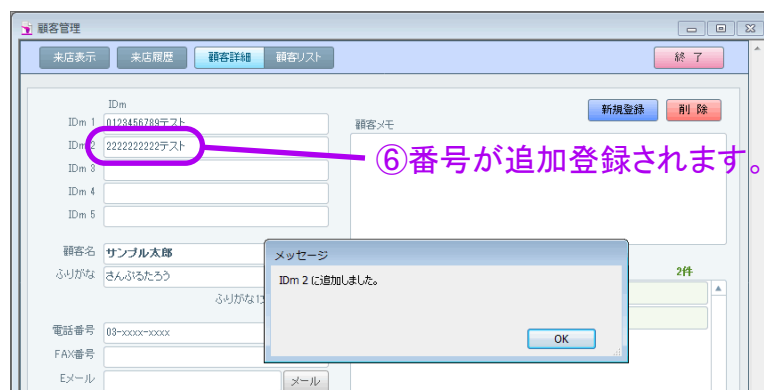 顧客管理
来店表示 来店履歴 顧客詳細 顧客リスト 終 了
IDm
新規登録 削 除
IDm 1 0123456789テスト
顧客メモ
IDm 2 2222222222テスト
⑥番号が追加登録されます。
IDm 3
IDm 4
IDm 5
顧客名 サンプル太郎
メッセージ
ふりがな さんぷるたろう
IDm 2 に追加しました。
2件
ふりがなは
電話番号 03-xxxx-xxxx
OK
FAX番号
Eメール メール